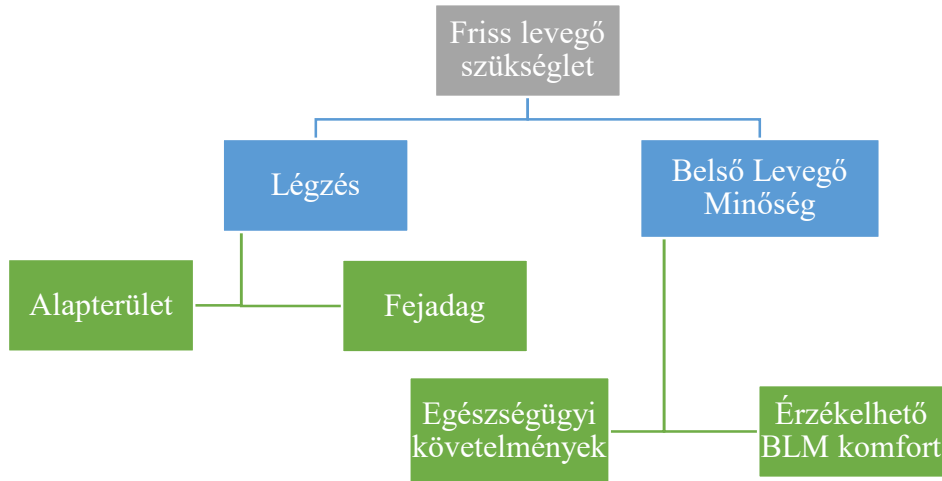 Friss levegő
szükséglet
Légzés
Belső Levegő
Minőség
Alapterület
Fejadag
Egészségügyi
követelmények
Érzékelhető
BLM komfort